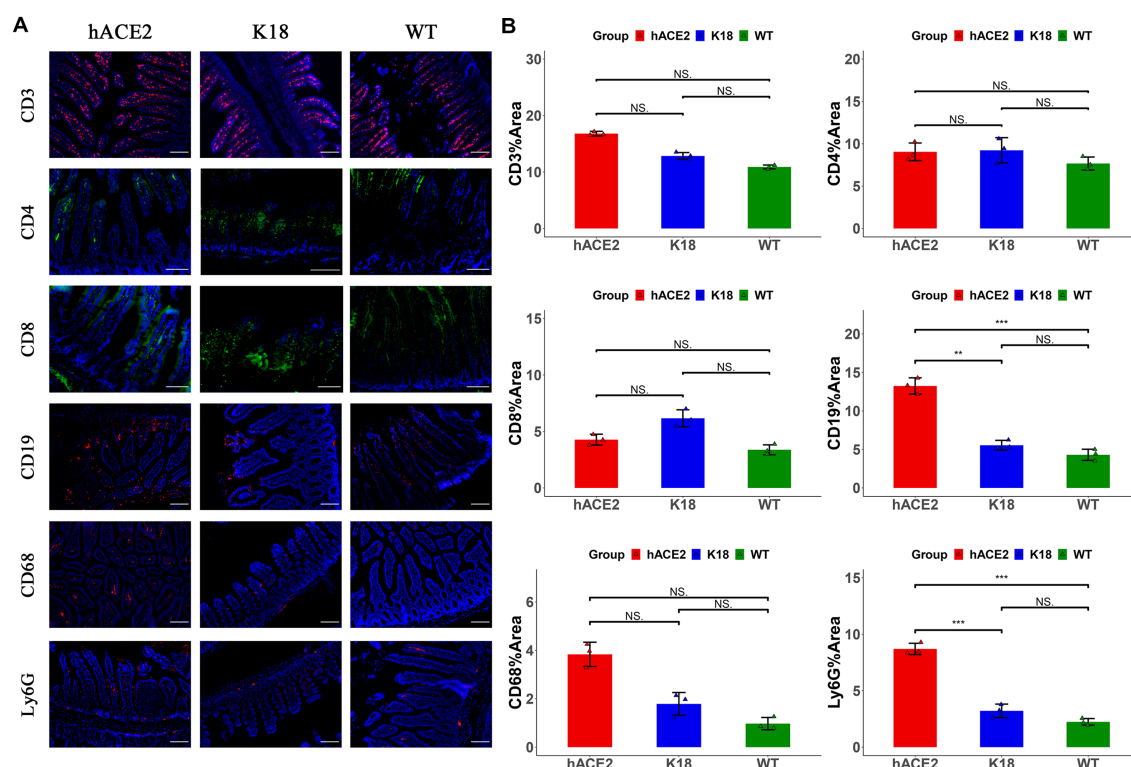 A
hACE2 K18 WT
CD3
CD4
CD8
CD19
CD68
Ly6G
B
Group hACE2 K18 WT
CD3%Area
30
20
10
0
NS.
NS.
NS.
hACE2 K18 WT
Group hACE2 K18 WT
CD4%Area
20
15
10
5
0
NS.
NS.
NS.
hACE2 K18 WT
Group hACE2 K18 WT
CD8%Area
15
10
5
0
NS.
NS.
NS.
hACE2 K18 WT
Group hACE2 K18 WT
CD19%Area
20
15
10
5
0
***
**
NS.
hACE2 K18 WT
Group hACE2 K18 WT
CD68%Area
6
4
2
0
NS.
NS.
NS.
hACE2 K18 WT
Group hACE2 K18 WT
Ly6G%Area
15
10
5
0
***
***
NS.
hACE2 K18 WT